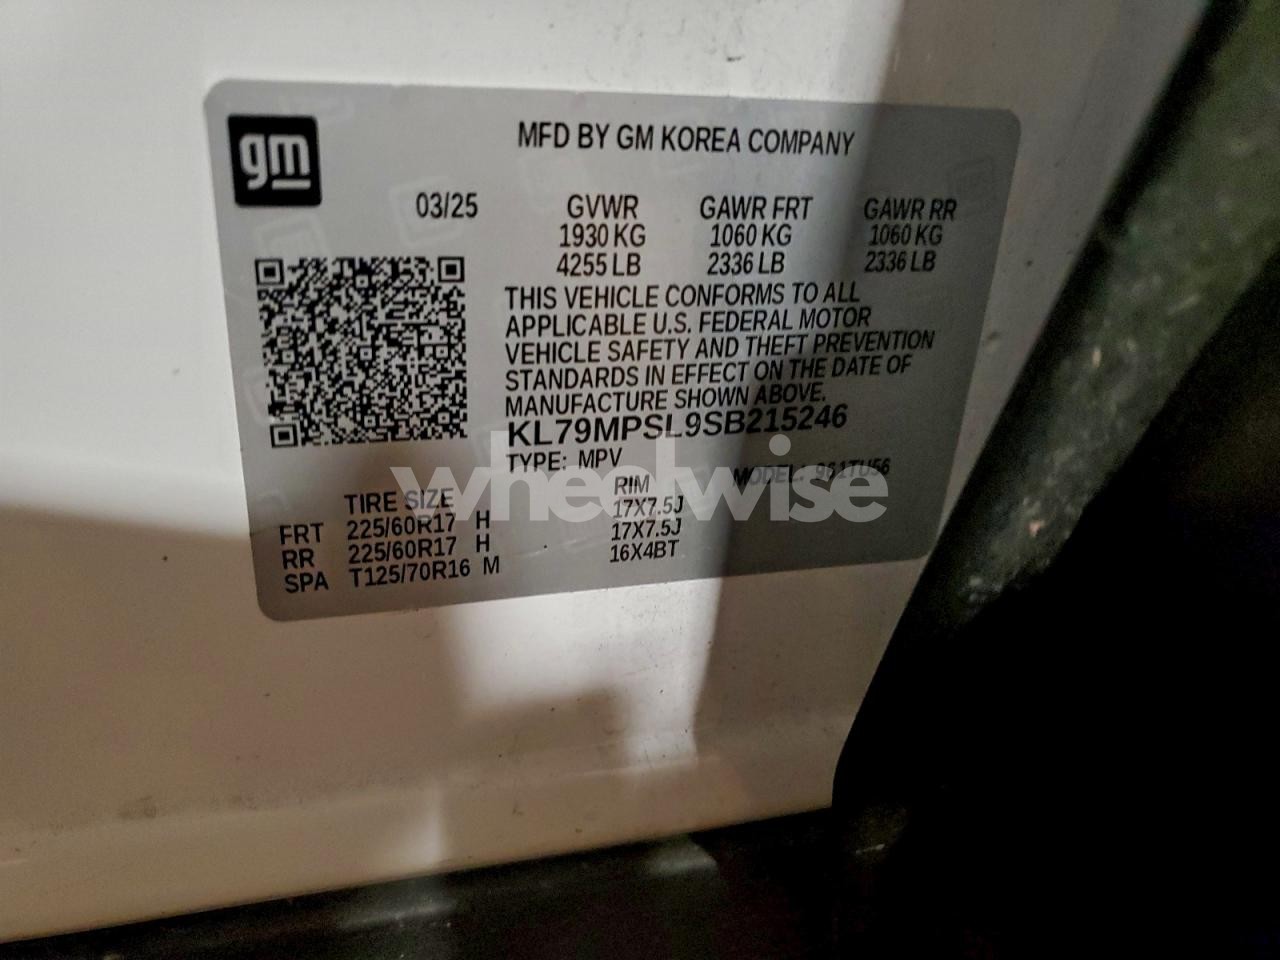 gm
MFD BY GM KOREA COMPANY
03/25 GVWR GAWR FRT GAWR RR
1930 KG 1060 KG 1060 KG
4255 LB 2336 LB 2336 LB
THIS VEHICLE CONFORMS TO ALL
APPLICABLE U.S. FEDERAL MOTOR
VEHICLE SAFETY AND THEFT PREVENTION
STANDARDS IN EFFECT ON THE DATE OF
MANUFACTURE SHOWN ABOVE.
KL79MPSL9SB215246
TYPE: MPV MODEL: 961TU56
wheelwise
TIRE SIZE RIM
FRT 225/60R17 H 17X7.5J
RR 225/60R17 H 17X7.5J
SPA T125/70R16 M 16X4BT